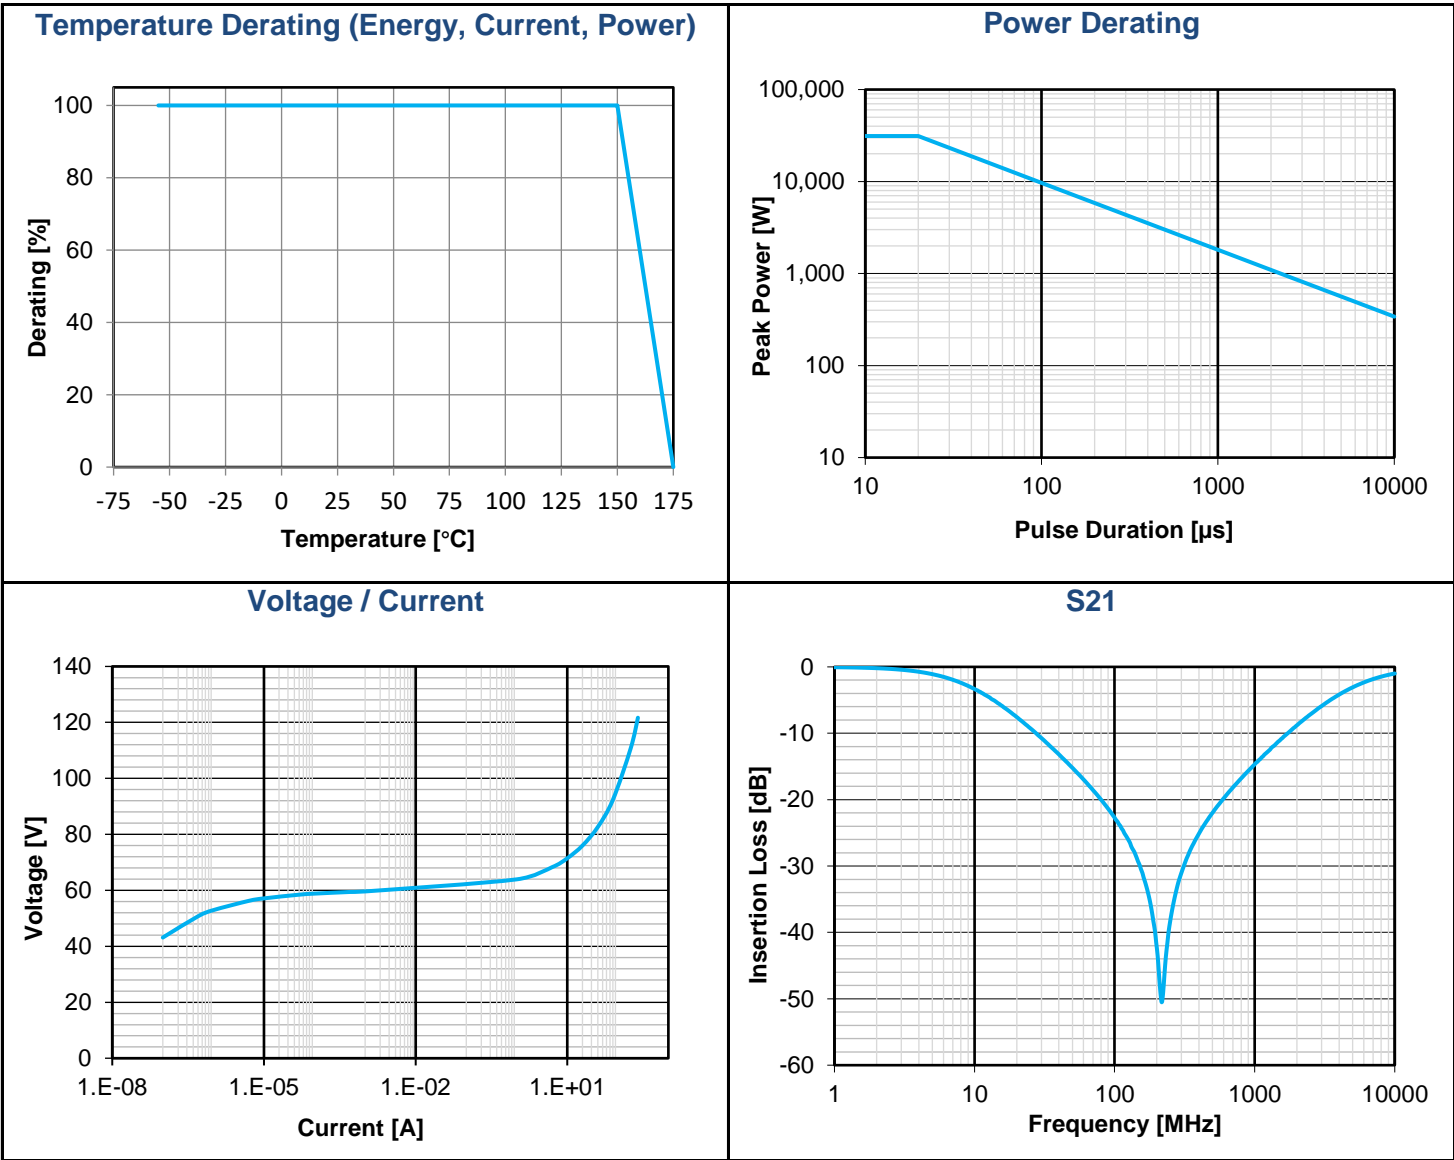 Temperature Derating (Energy, Current, Power)
100
80
60
40
20
0
Derating [%]
-75 -50 -25 0 25 50 75 100 125 150 175
Temperature [°C]
Power Derating
100,000
10,000
1,000
100
10
Peak Power [W]
10 100 1000 10000
Pulse Duration [µs]
Voltage / Current
140
120
100
80
60
40
20
0
Voltage [V]
1.E-08 1.E-05 1.E-02 1.E+01
Current [A]
S21
0
-10
-20
-30
-40
-50
-60
Insertion Loss [dB]
1 10 100 1000 10000
Frequency [MHz]